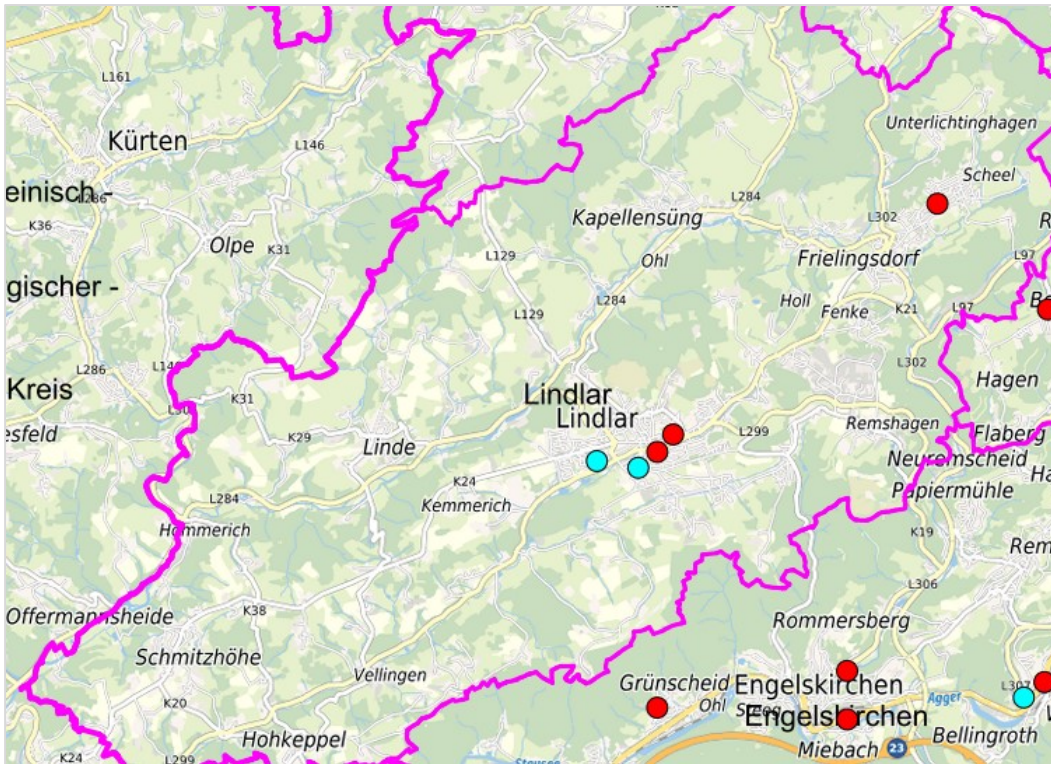 L161
Kürten
L146
Unterlichtinghagen
Scheel
einisch -
L286
K36
L284
L302
Kapellensüng
Olpe
K31
L129
Ohl
Frielingsdorf
L97
gischer -
L284
Holl
K21
L97
L129
Fenke
L286
L302
Kreis
K31
Hagen
Lindlar
Lindlar
esfeld
K29
Linde
L299
Remshagen
Flaberg
Neuremscheid
K24
Papiermühle
Kemmerich
L284
Hommerich
K19
Rem
L306
Offermannsheide
K38
Rommersberg
Schmitzhöhe
Vellingen
Grünscheid
Engelskirchen
L307
K20
Ohl
Agger
Engelskirchen
Hohkeppel
Bellingroth
Miebach
23
K24
L299